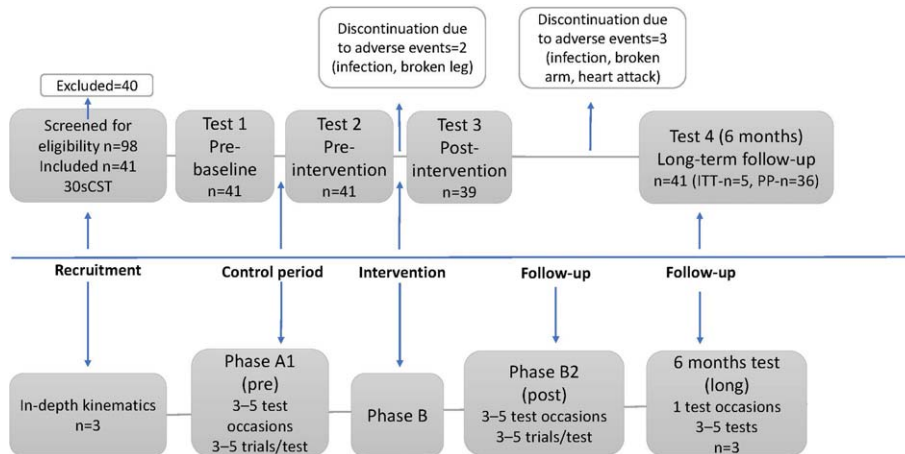 Discontinuation due
to adverse events=2
(infection, broken leg)
Discontinuation due
to adverse events=3
(infection, broken
arm, heart attack)
Excluded=40
Screened for
eligibility n=98
Included n=41
30sCST
Test 1
Pre-
baseline
n=41
Test 2
Pre-
intervention
n=41
Test 3
Post-
intervention
n=39
Test 4 (6 months)
Long-term follow-up
n=41 (ITT-n=5, PP-n=36)
Recruitment
Control period
Intervention
Follow-up
Follow-up
In-depth kinematics
n=3
Phase A1
(pre)
3–5 test
occasions
3–5 trials/test
Phase B
Phase B2
(post)
3–5 test occasions
3–5 trials/test
6 months test
(long)
1 test occasions
3–5 tests
n=3